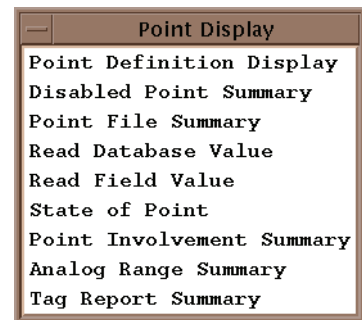 Point Display
Point Definition Display
Disabled Point Summary
Point File Summary
Read Database Value
Read Field Value
State of Point
Point Involvement Summary
Analog Range Summary
Tag Report Summary